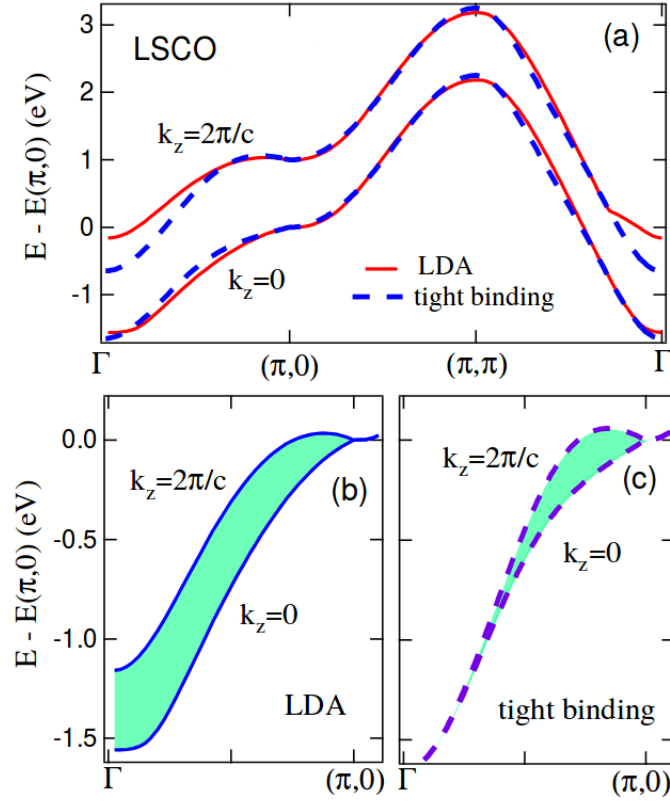 (a)
LSCO
3
2
1
0
-1
E - E(π,0) (eV)
k_z=2π/c
k_z=0
LDA
tight binding
Γ
(π,0)
(π,π)
Γ
(b)
0.0
-0.5
-1.0
-1.5
E - E(π,0) (eV)
k_z=2π/c
k_z=0
LDA
Γ
(π,0)
(c)
k_z=2π/c
k_z=0
tight binding
Γ
(π,0)